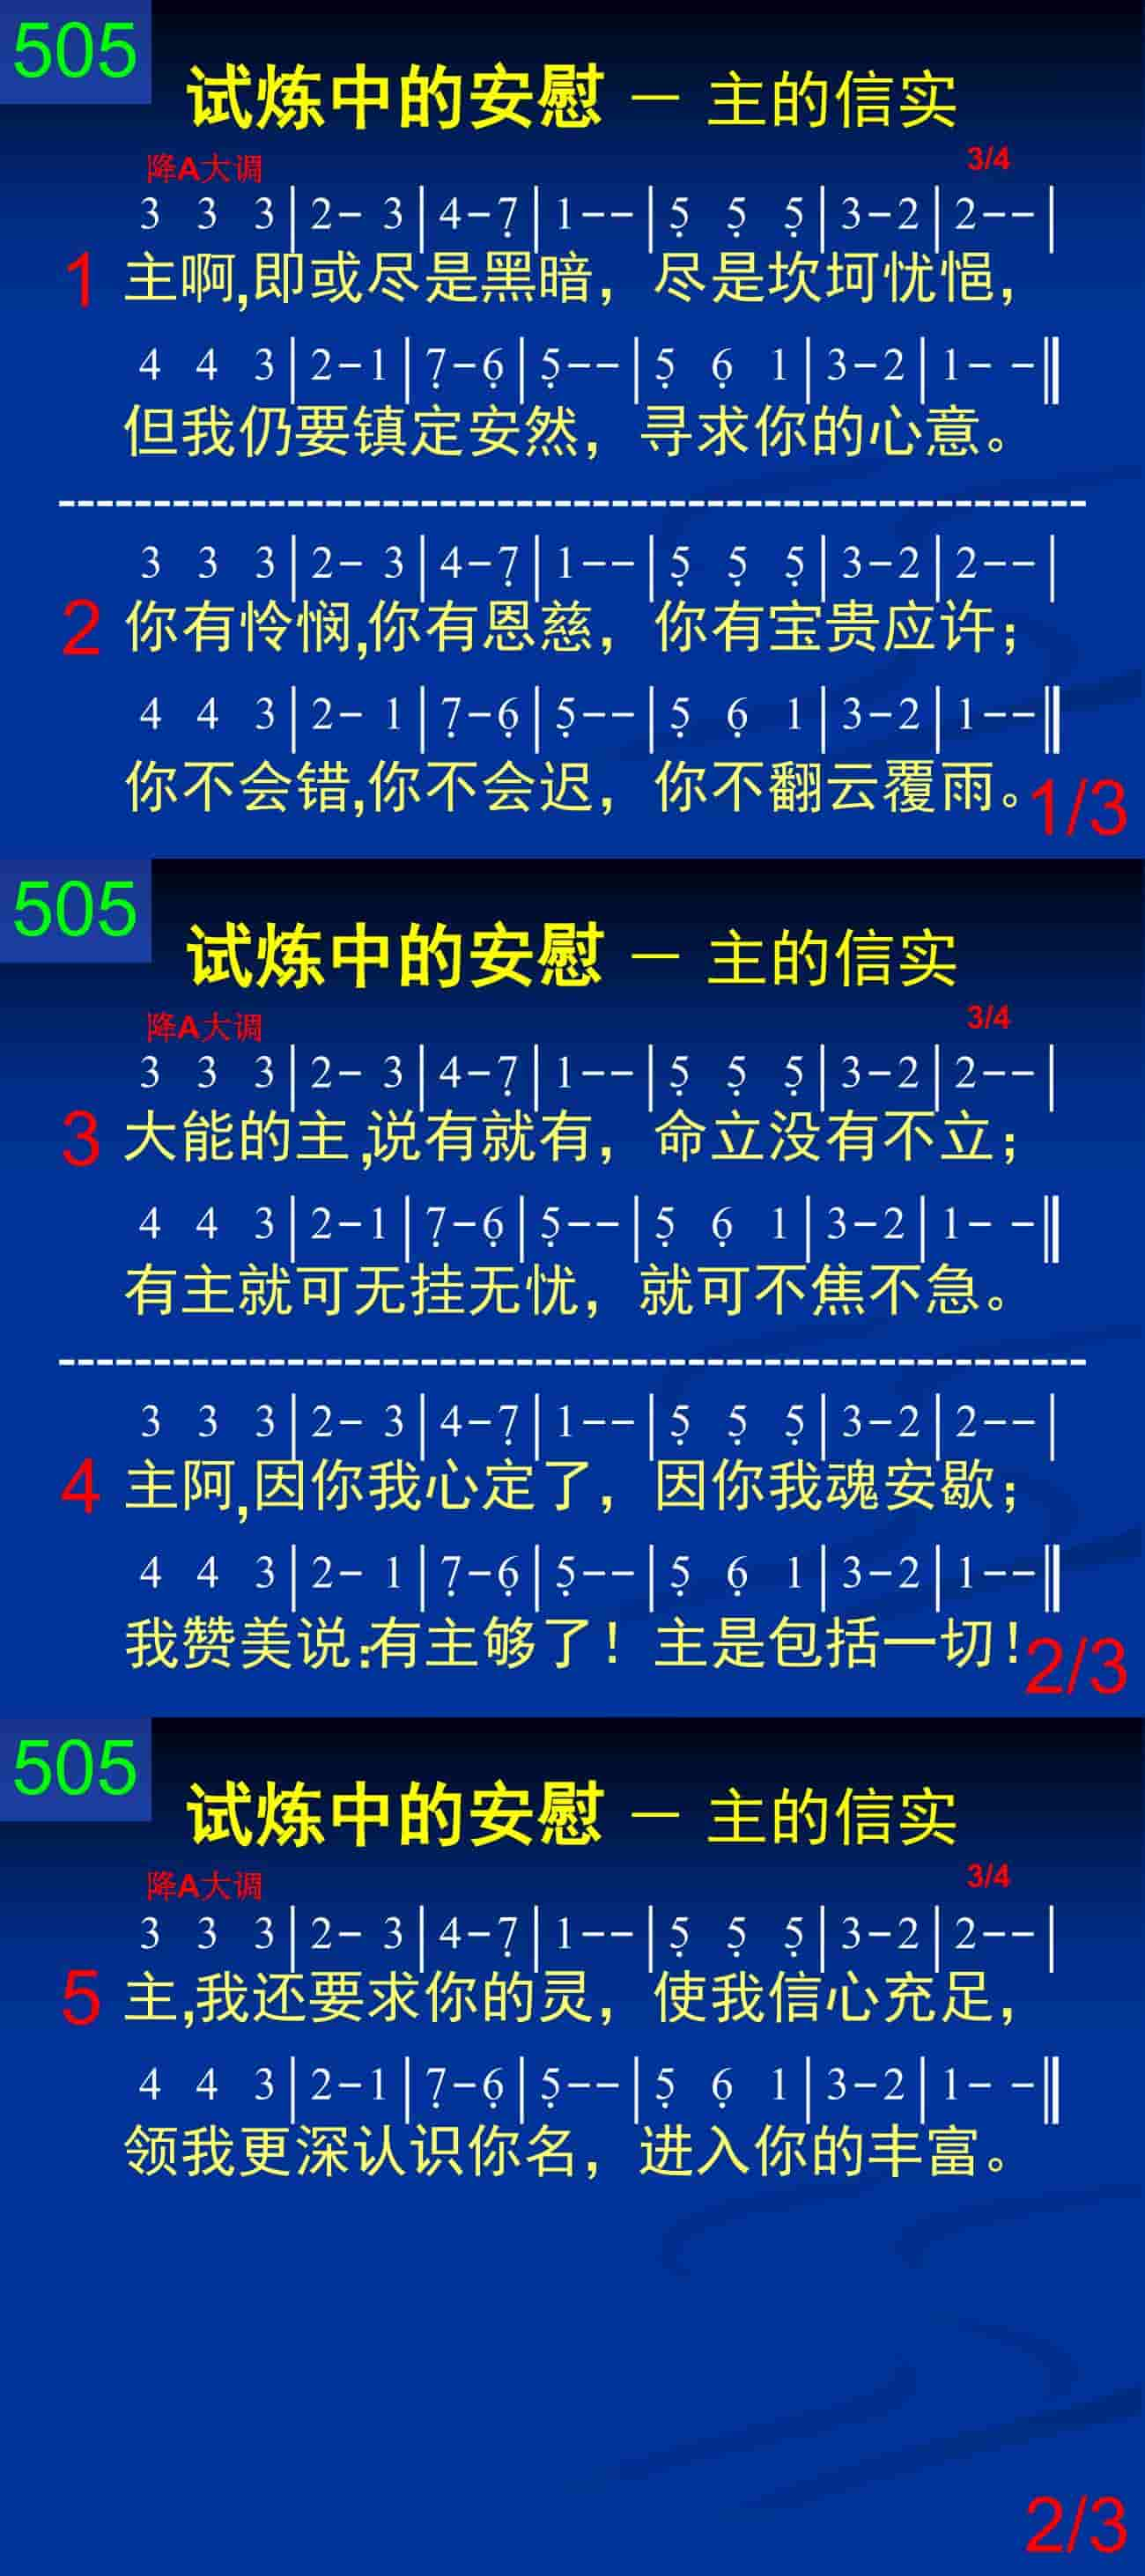 505
试炼中的安慰 － 主的信实
降A大调 3/4
3 3 3|2- 3|4-7̣|1--|5̣ 5̣ 5̣|3-2|2--|
1 主啊,即或尽是黑暗，尽是坎坷忧悒，
4 4 3|2-1|7̣-6̣|5̣--|5̣ 6̣ 1|3-2|1- -‖
但我仍要镇定安然，寻求你的心意。
------------------------------------------------------
3 3 3|2- 3|4-7̣|1--|5̣ 5̣ 5̣|3-2|2--|
2 你有怜悯,你有恩慈，你有宝贵应许；
4 4 3|2- 1|7̣-6̣|5̣--|5̣ 6̣ 1|3-2|1--‖
你不会错,你不会迟，你不翻云覆雨。
1/3
505
试炼中的安慰 － 主的信实
降A大调 3/4
3 3 3|2- 3|4-7̣|1--|5̣ 5̣ 5̣|3-2|2--|
3 大能的主,说有就有，命立没有不立；
4 4 3|2-1|7̣-6̣|5̣--|5̣ 6̣ 1|3-2|1- -‖
有主就可无挂无忧，就可不焦不急。
------------------------------------------------------
3 3 3|2- 3|4-7̣|1--|5̣ 5̣ 5̣|3-2|2--|
4 主阿,因你我心定了，因你我魂安歇；
4 4 3|2- 1|7̣-6̣|5̣--|5̣ 6̣ 1|3-2|1--‖
我赞美说:有主够了！主是包括一切！
2/3
505
试炼中的安慰 － 主的信实
降A大调 3/4
3 3 3|2- 3|4-7̣|1--|5̣ 5̣ 5̣|3-2|2--|
5 主,我还要求你的灵，使我信心充足，
4 4 3|2-1|7̣-6̣|5̣--|5̣ 6̣ 1|3-2|1- -‖
领我更深认识你名，进入你的丰富。
2/3